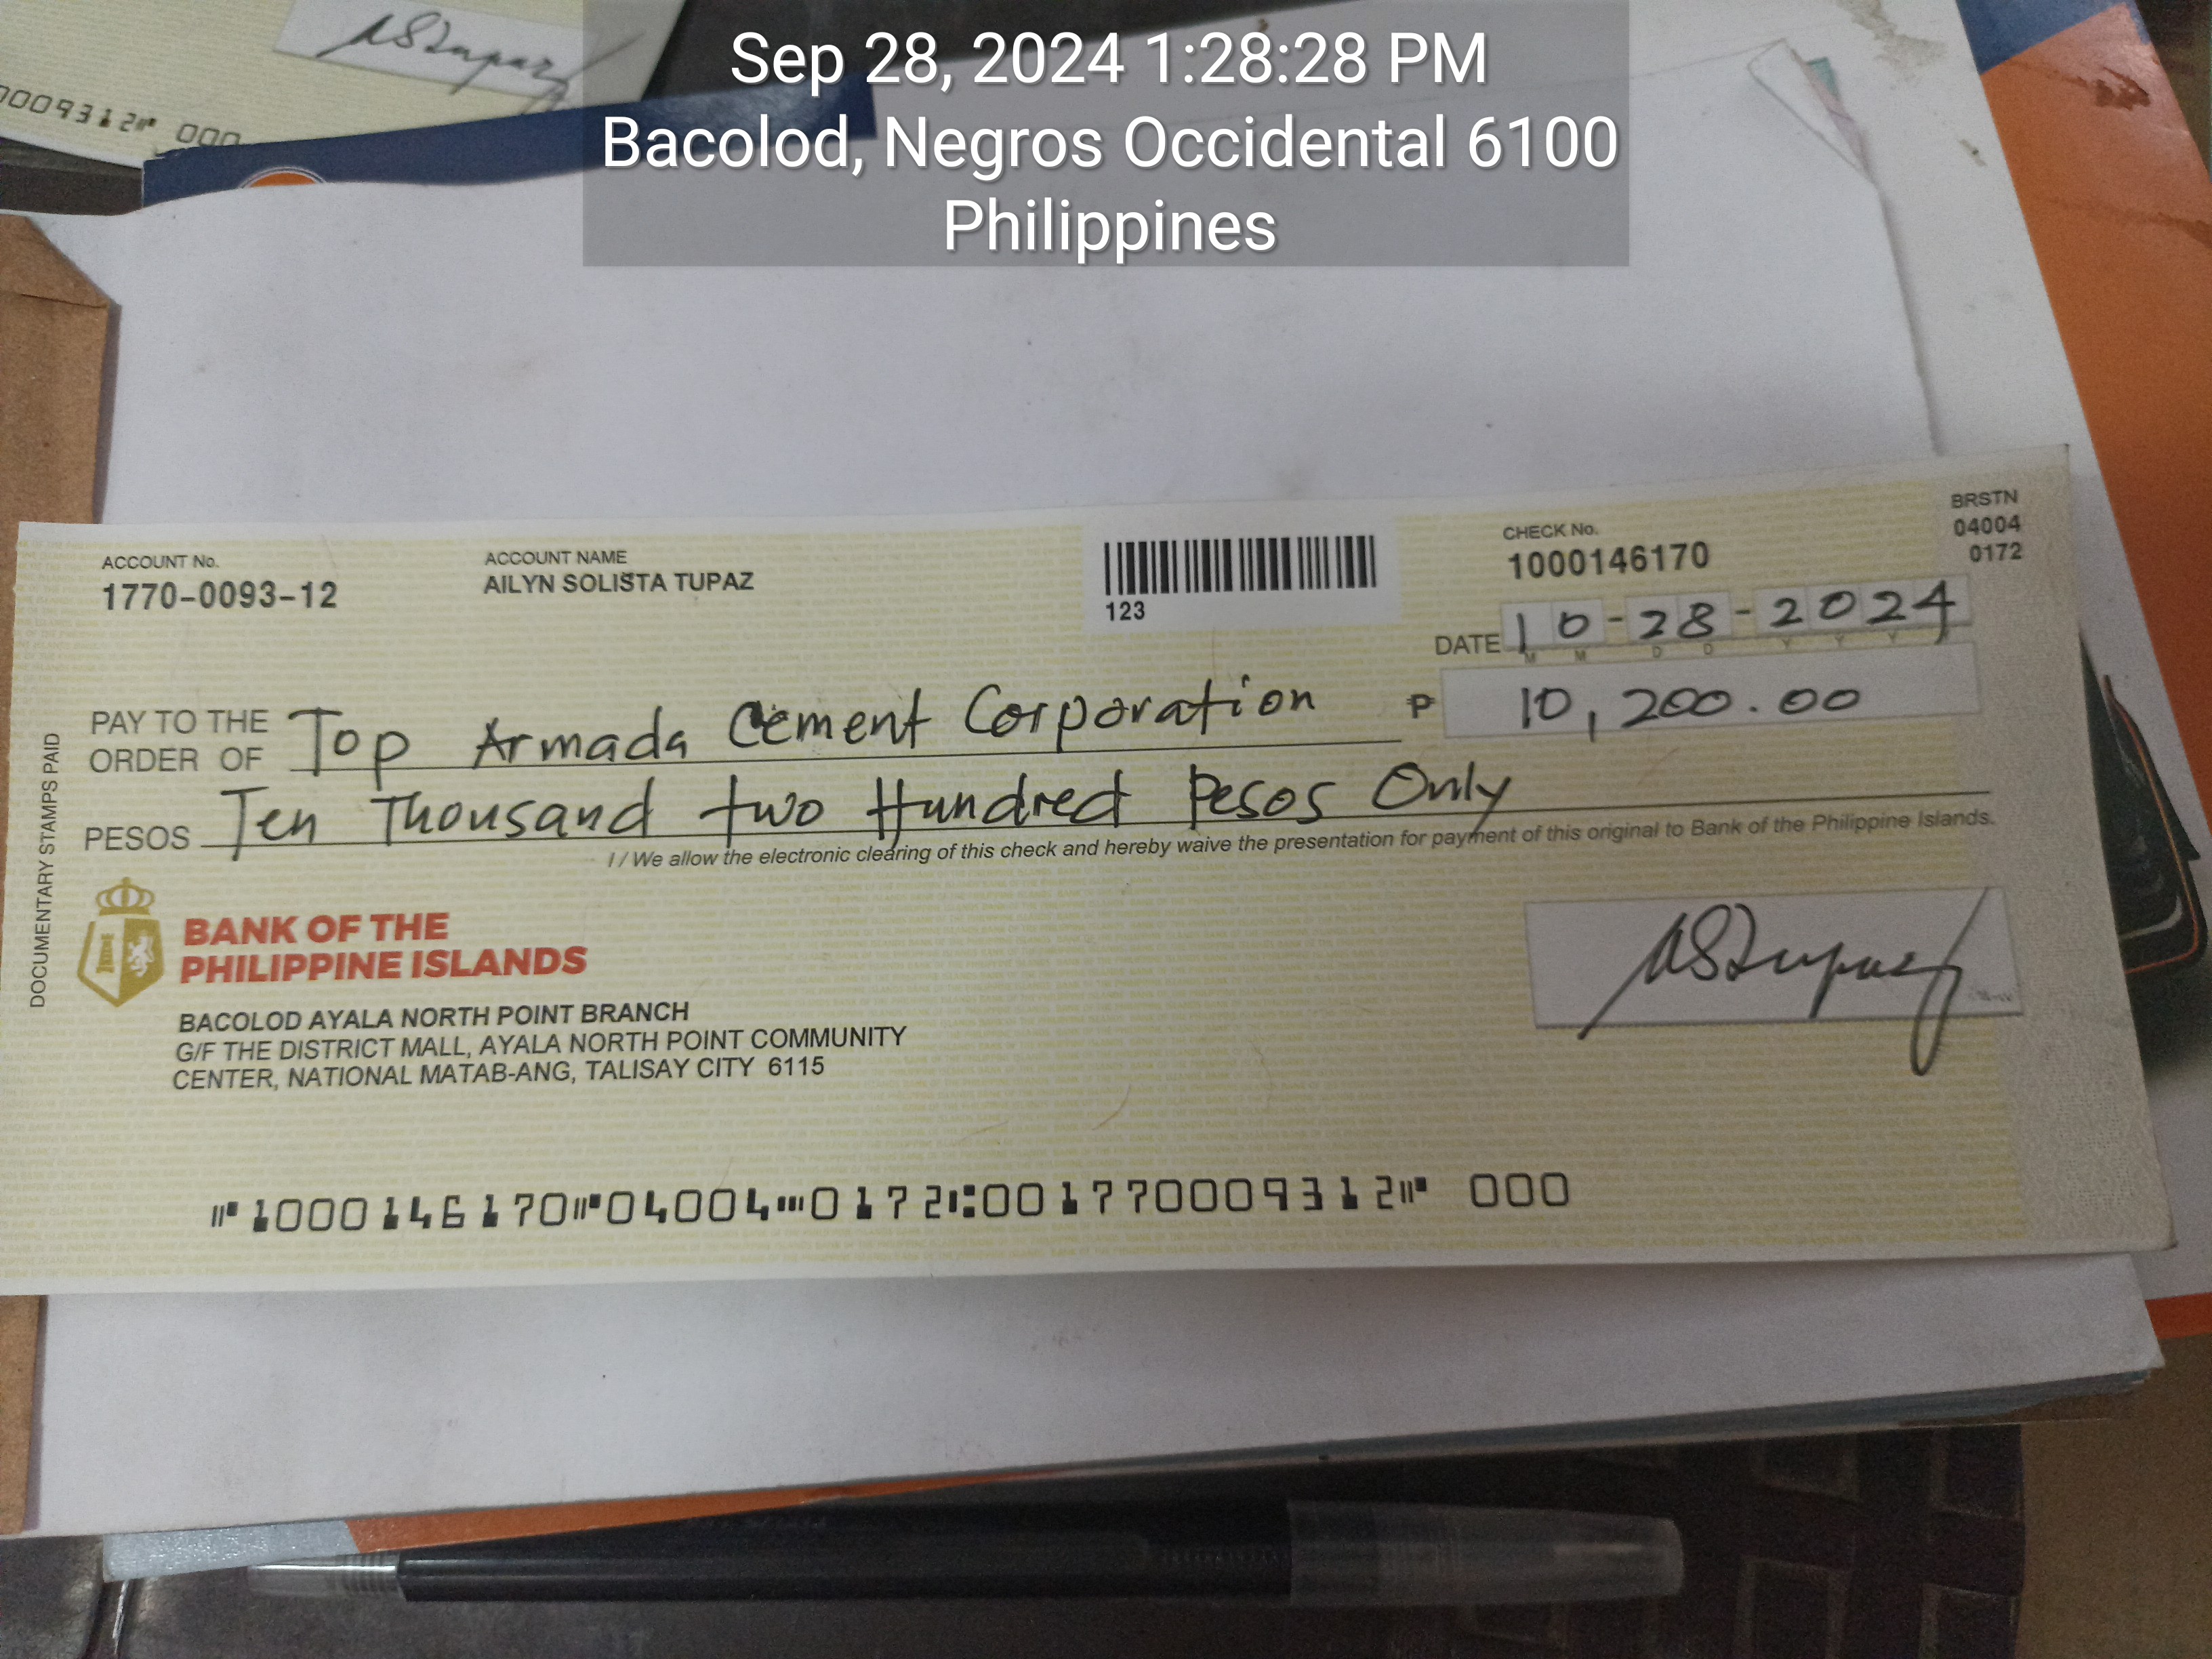 Sep 28, 2024 1:28:28 PM
Bacolod, Negros Occidental 6100
Philippines
0009312⑈ 000
ACCOUNT No.
1770-0093-12
ACCOUNT NAME
AILYN SOLISTA TUPAZ
123
CHECK No.
1000146170
BRSTN
04004
0172
DATE 10-28-2024
M M D D Y Y Y Y
PAY TO THE
ORDER OF Top Armada Cement Corporation ₱ 10,200.00
PESOS Ten Thousand two Hundred Pesos Only
I / We allow the electronic clearing of this check and hereby waive the presentation for payment of this original to Bank of the Philippine Islands.
DOCUMENTARY STAMPS PAID
BANK OF THE
PHILIPPINE ISLANDS
BACOLOD AYALA NORTH POINT BRANCH
G/F THE DISTRICT MALL, AYALA NORTH POINT COMMUNITY
CENTER, NATIONAL MATAB-ANG, TALISAY CITY 6115
ASTupaz
⑈1000146170⑈04004⑉0172⑆001770009312⑈ 000